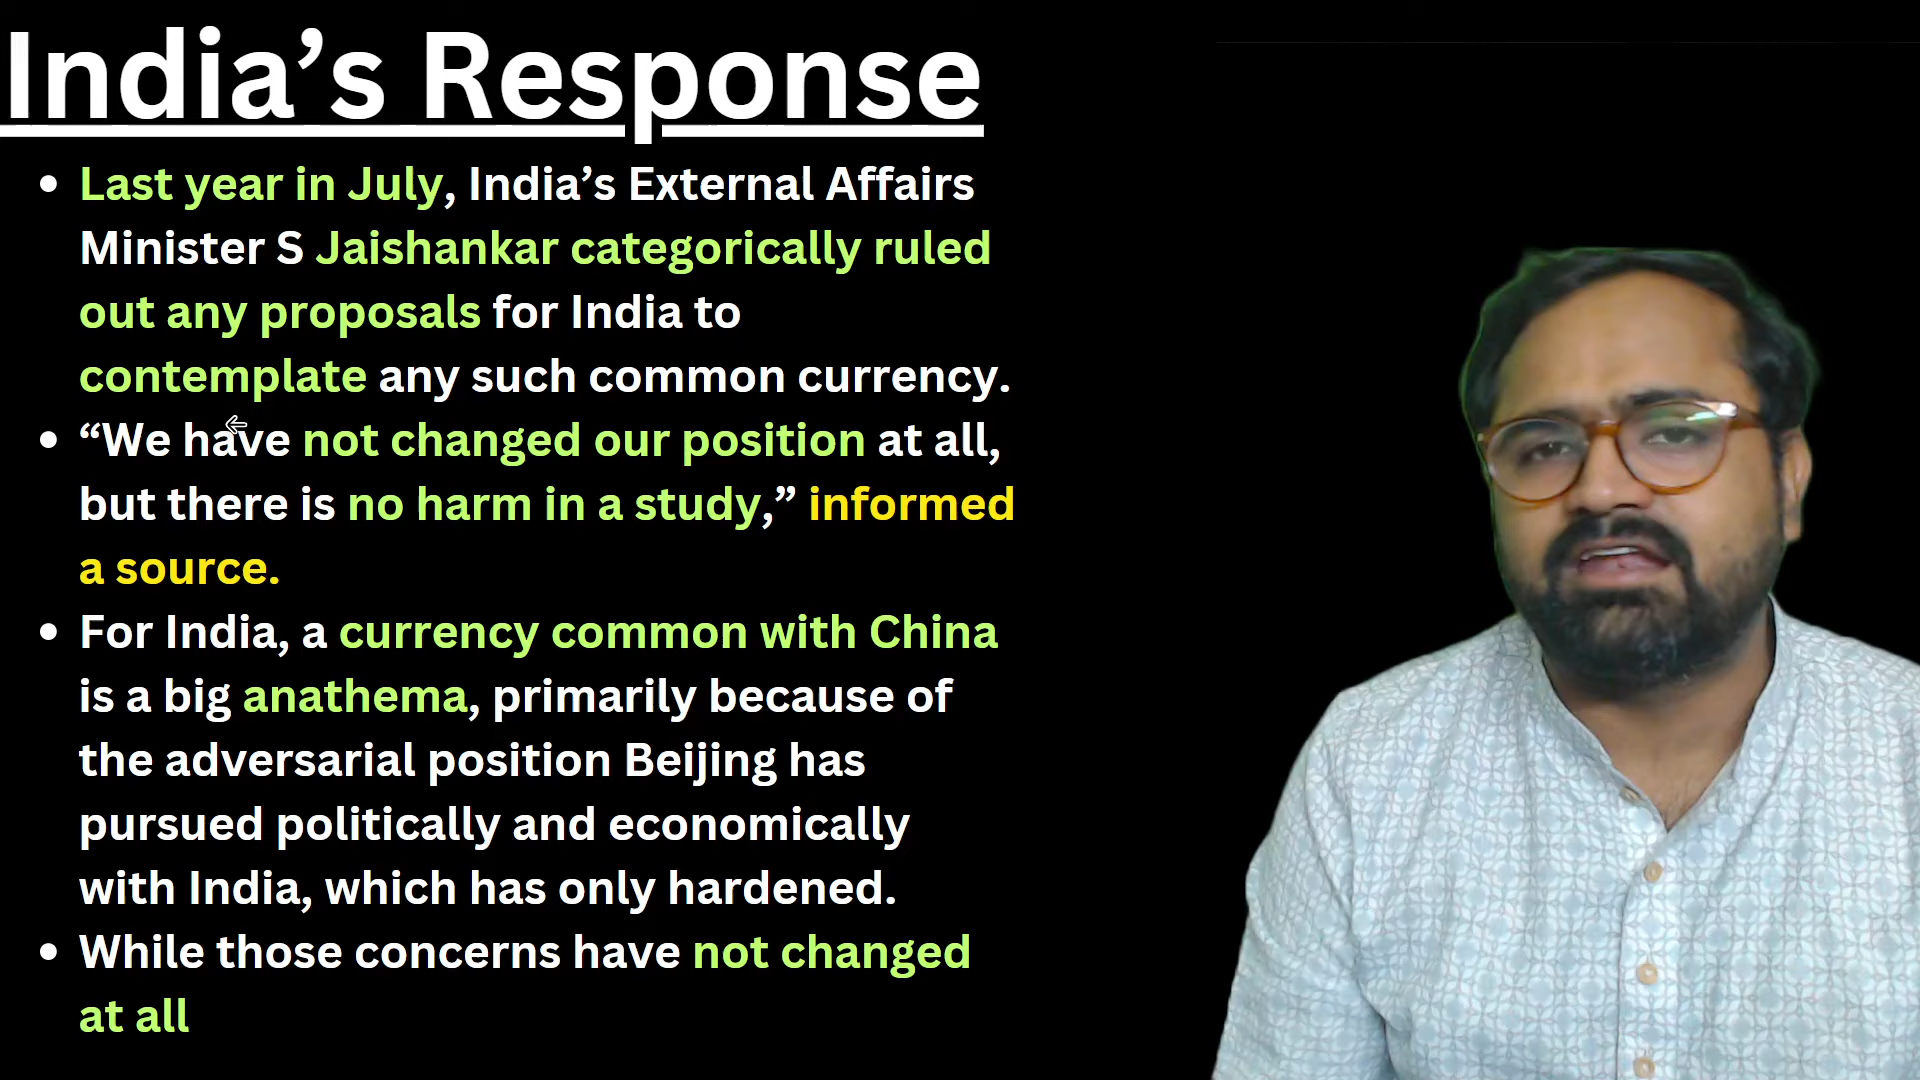 India’s Response
• Last year in July, India’s External Affairs
Minister S Jaishankar categorically ruled
out any proposals for India to
contemplate any such common currency.
• “We have not changed our position at all,
but there is no harm in a study,” informed
a source.
• For India, a currency common with China
is a big anathema, primarily because of
the adversarial position Beijing has
pursued politically and economically
with India, which has only hardened.
• While those concerns have not changed
at all